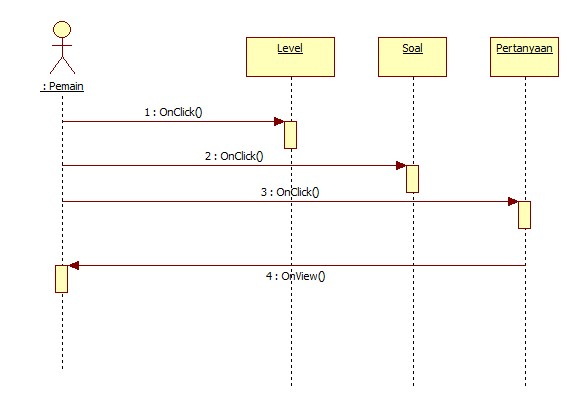 Level
Soal
Pertanyaan
: Pemain
1 : OnClick()
2 : OnClick()
3 : OnClick()
4 : OnView()